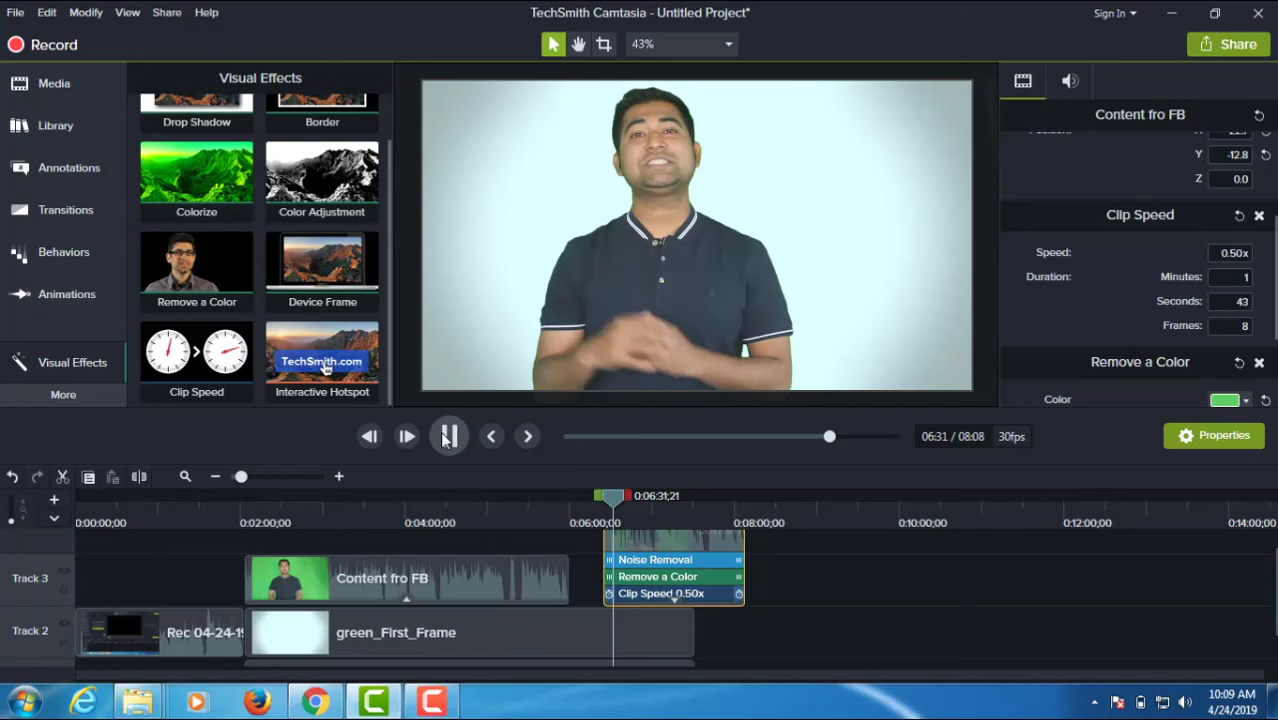 File Edit Modify View Share Help TechSmith Camtasia - Untitled Project* Sign In
Record 43% Share
Media
Library
Annotations
Transitions
Behaviors
Animations
Visual Effects
More
Visual Effects
Drop Shadow Border
Colorize Color Adjustment
Remove a Color Device Frame
TechSmith.com
Clip Speed Interactive Hotspot
Content fro FB
Y -12.8
Z 0.0
Clip Speed
Speed: 0.50x
Duration: Minutes: 1
Seconds: 43
Frames: 8
Remove a Color
Color
06:31 / 08:08 30fps Properties
0:06:31;21
0:00:00;00 0:02:00;00 0:04:00;00 0:06:00;00 0:08:00;00 0:10:00;00 0:12:00;00 0:14:00;00
Noise Removal
Track 3 Content fro FB Remove a Color
Clip Speed 0.50x
Track 2 Rec 04-24-19 green_First_Frame
10:09 AM
4/24/2019